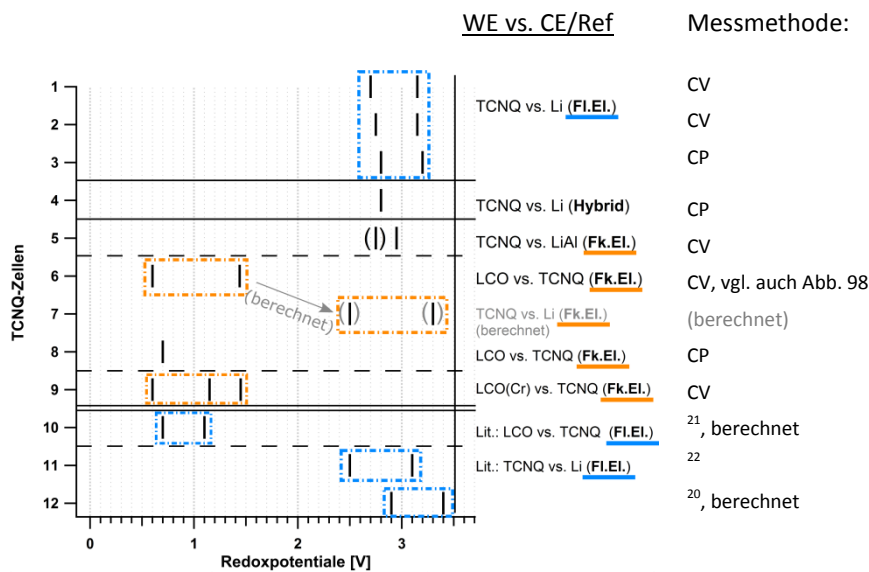 WE vs. CE/Ref Messmethode:
1 CV
TCNQ vs. Li (Fl.El.)
2 CV
3 CP
4 TCNQ vs. Li (Hybrid) CP
5 ( ) TCNQ vs. LiAl (Fk.El.) CV
6 LCO vs. TCNQ (Fk.El.) CV, vgl. auch Abb. 98
(berechnet)
7 ( ) ( ) TCNQ vs. Li (Fk.El.) (berechnet)
(berechnet)
8 LCO vs. TCNQ (Fk.El.) CP
9 LCO(Cr) vs. TCNQ (Fk.El.) CV
10 Lit.: LCO vs. TCNQ (Fl.El.) 21, berechnet
11 Lit.: TCNQ vs. Li (Fl.El.) 22
12 20, berechnet
TCNQ-Zellen
0 1 2 3
Redoxpotentiale [V]